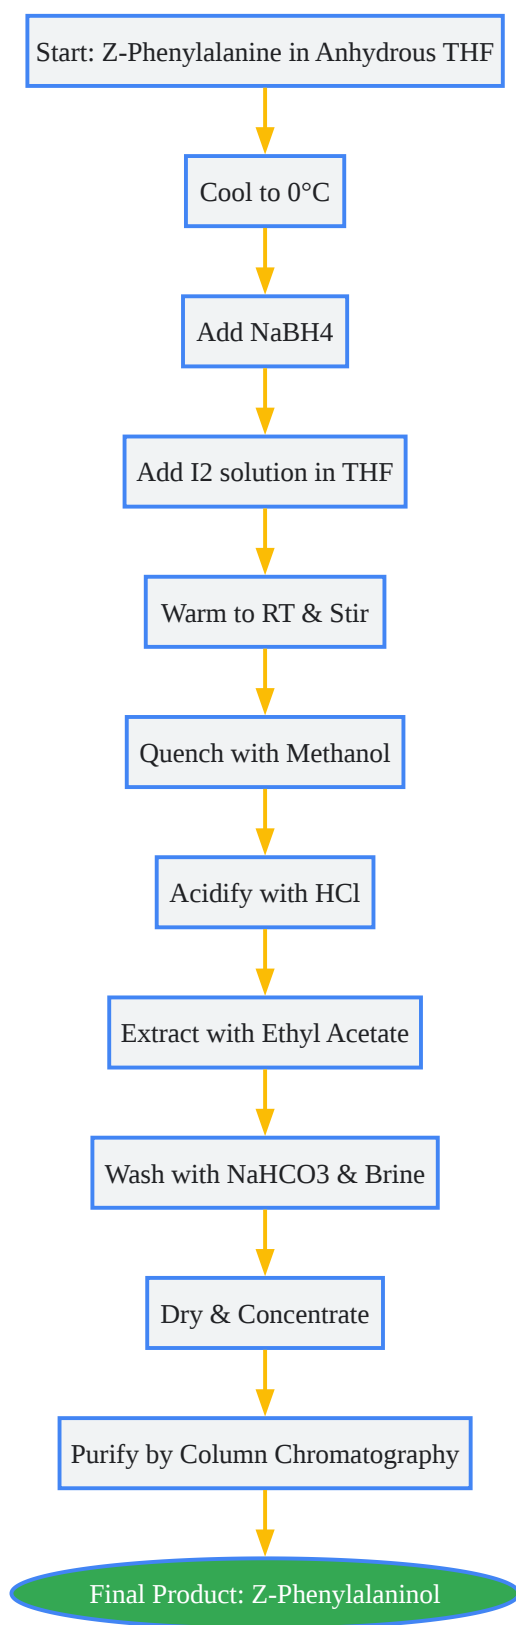 Start: Z-Phenylalanine in Anhydrous THF
Cool to 0°C
Add NaBH4
Add I2 solution in THF
Warm to RT & Stir
Quench with Methanol
Acidify with HCl
Extract with Ethyl Acetate
Wash with NaHCO3 & Brine
Dry & Concentrate
Purify by Column Chromatography
Final Product: Z-Phenylalaninol